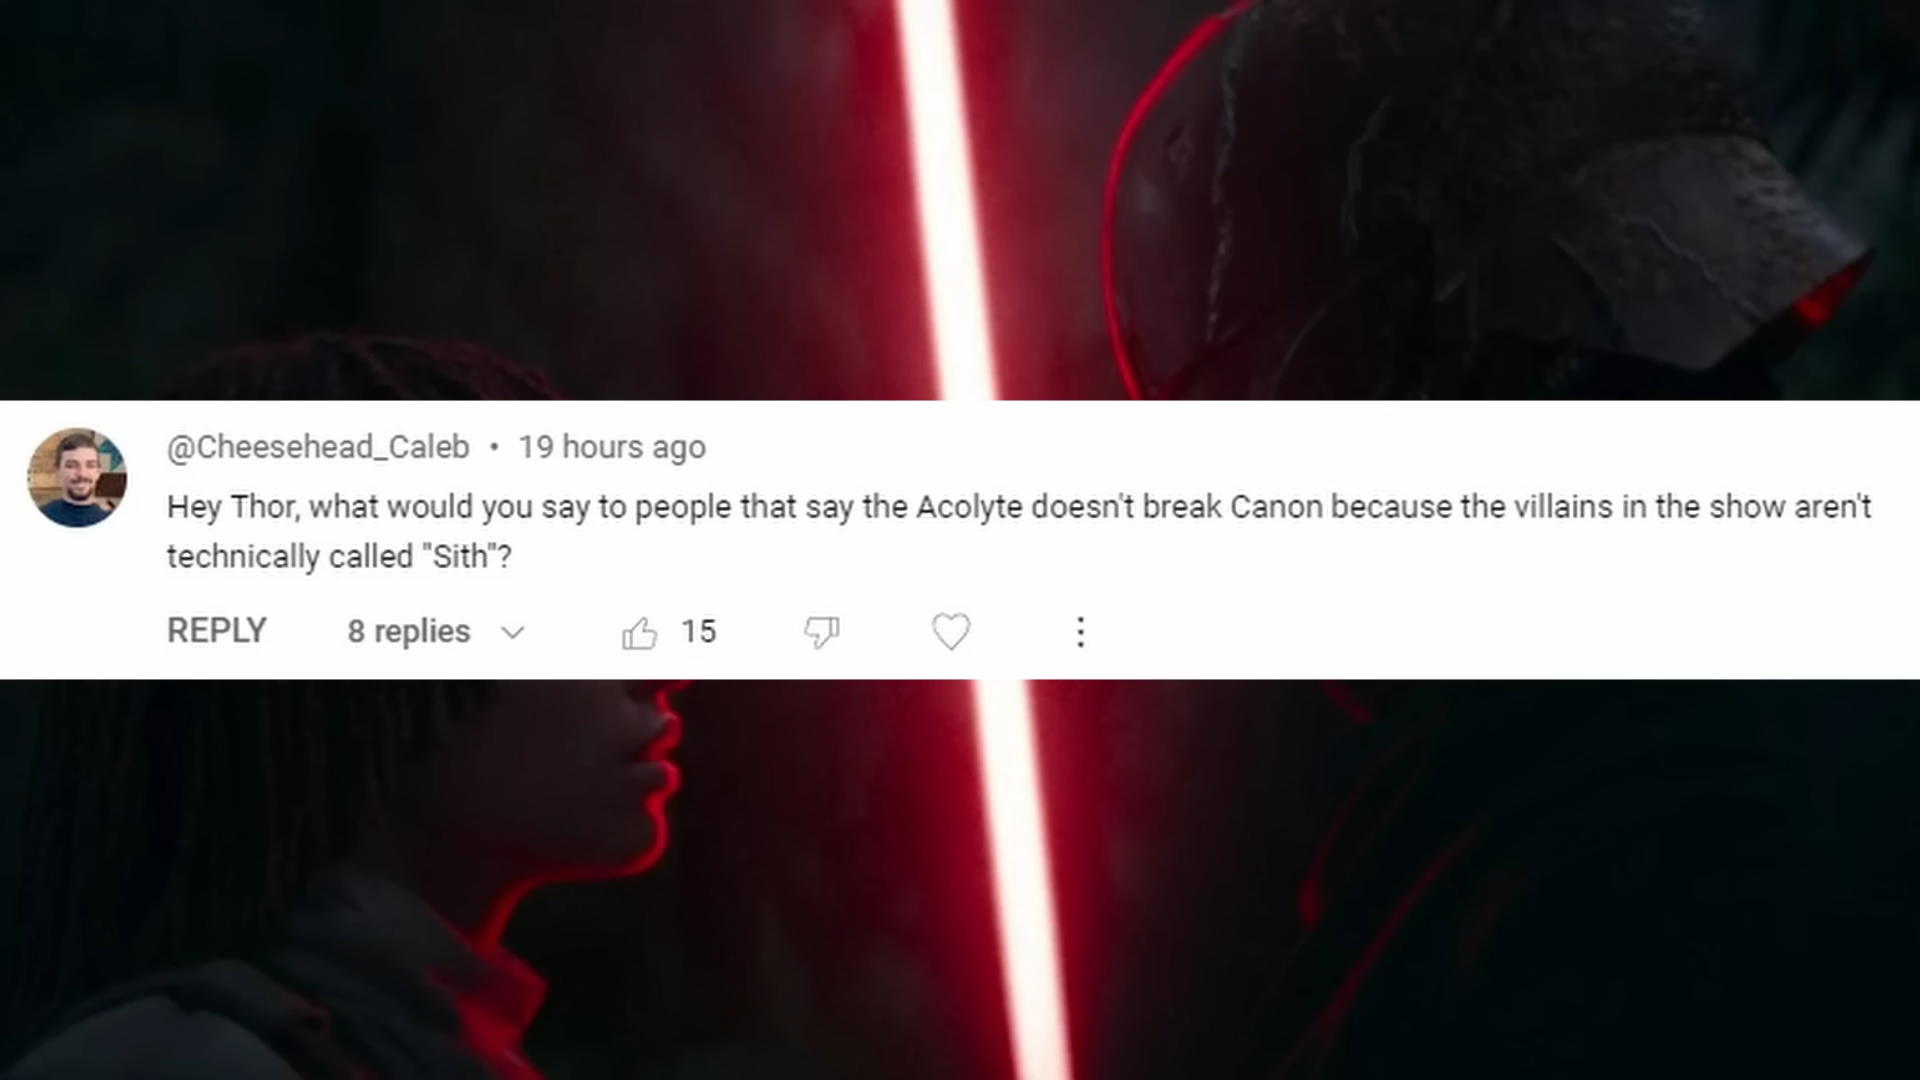 @Cheesehead_Caleb • 19 hours ago
Hey Thor, what would you say to people that say the Acolyte doesn't break Canon because the villains in the show aren't
technically called "Sith"?
REPLY 8 replies 15